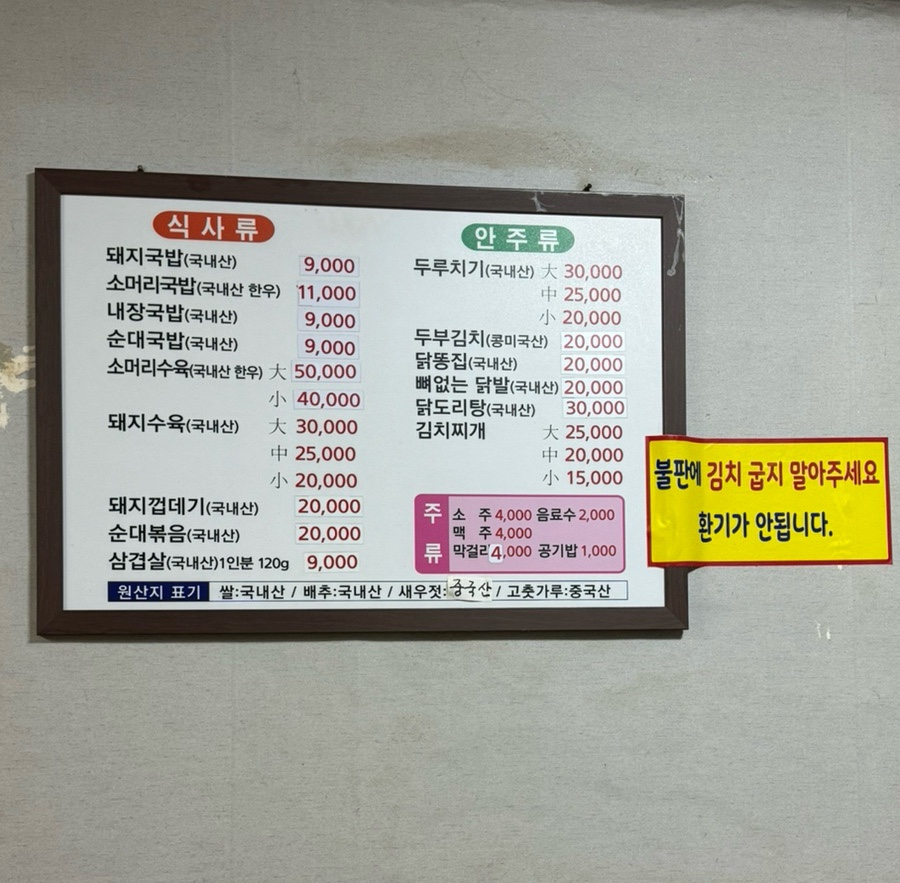 식사류
돼지국밥(국내산) 9,000
소머리국밥(국내산 한우) 11,000
내장국밥(국내산) 9,000
순대국밥(국내산) 9,000
소머리수육(국내산 한우) 大 50,000
小 40,000
돼지수육(국내산) 大 30,000
中 25,000
小 20,000
돼지껍데기(국내산) 20,000
순대볶음(국내산) 20,000
삼겹살(국내산)1인분 120g 9,000
안주류
두루치기(국내산) 大 30,000
中 25,000
小 20,000
두부김치(콩미국산) 20,000
닭똥집(국내산) 20,000
뼈없는 닭발(국내산) 20,000
닭도리탕(국내산) 30,000
김치찌개 大 25,000
中 20,000
小 15,000
주류
소 주 4,000 음료수 2,000
맥 주 4,000
막걸리 4,000 공기밥 1,000
원산지 표기 쌀:국내산 / 배추:국내산 / 새우젓:중국산 / 고춧가루:중국산
불판에 김치 굽지 말아주세요
환기가 안됩니다.